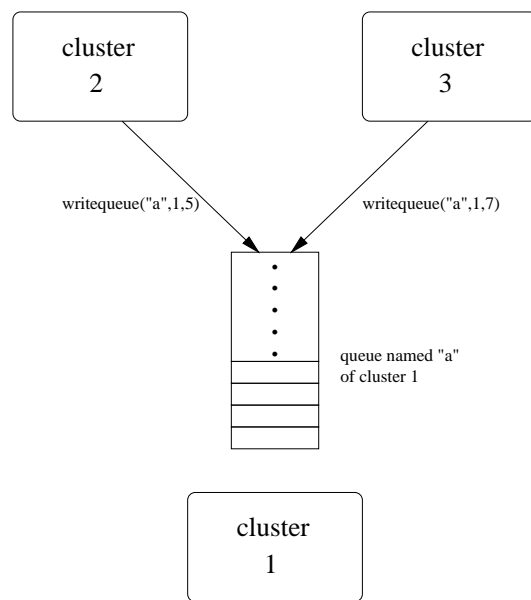 cluster
2
cluster
3
writequeue("a",1,5)
writequeue("a",1,7)
queue named "a"
of cluster 1
cluster
1